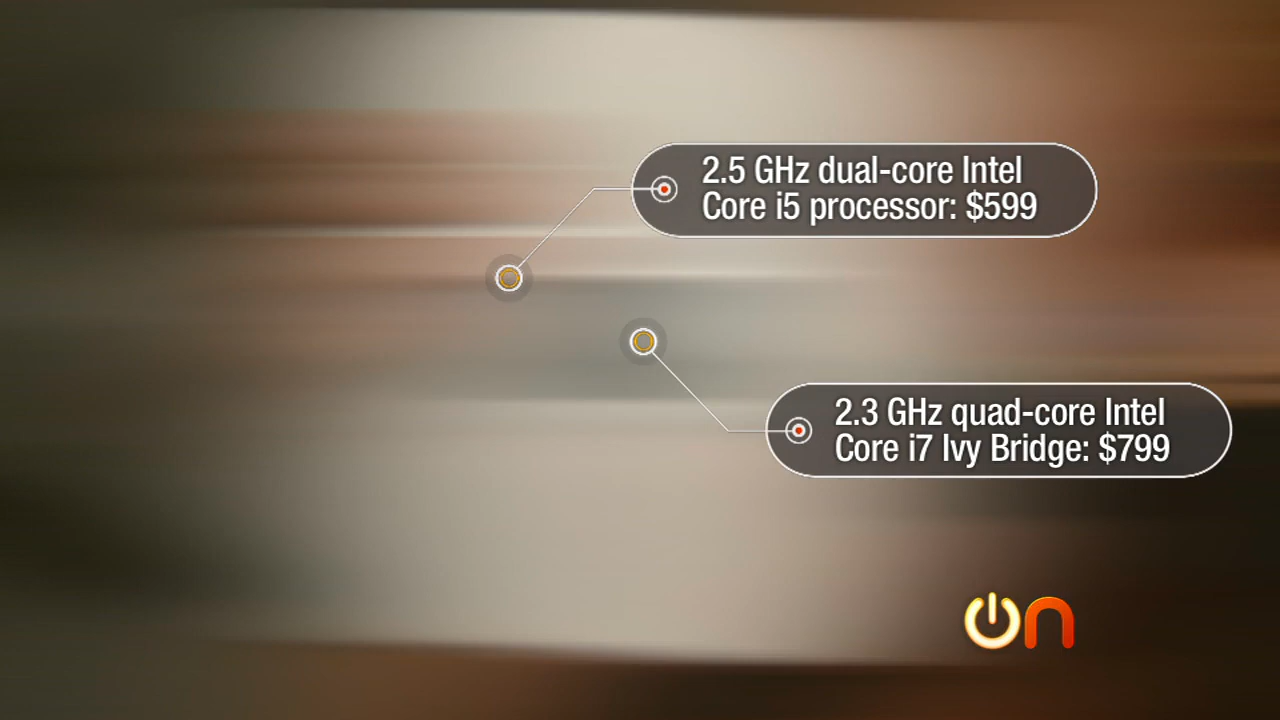 2.5 GHz dual-core Intel
Core i5 processor: $599
2.3 GHz quad-core Intel
Core i7 Ivy Bridge: $799
on